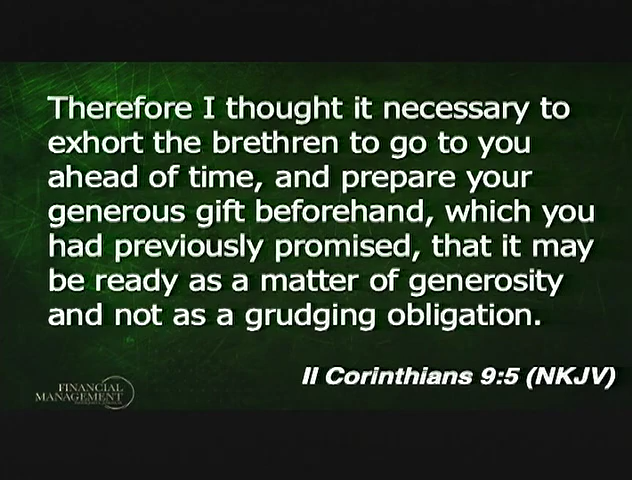 Therefore I thought it necessary to
exhort the brethren to go to you
ahead of time, and prepare your
generous gift beforehand, which you
had previously promised, that it may
be ready as a matter of generosity
and not as a grudging obligation.
II Corinthians 9:5 (NKJV)
FINANCIAL
MANAGEMENT